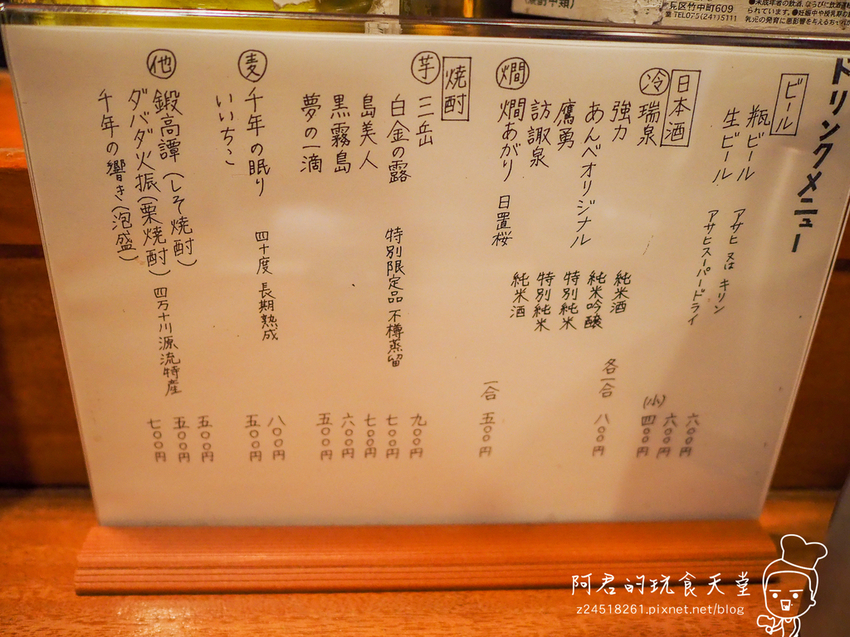 ドリンクメニュー
ビール
瓶ビール アサヒ 又は キリン 六〇〇円
生ビール アサヒスーパードライ 六〇〇円
(小) 四〇〇円
日本酒
冷 瑞泉 純米酒
強力 純米吟醸 各一合 八〇〇円
あんべオリジナル 特別純米
鷹勇 特別純米
訪諏泉 純米酒
燗 燗あがり 日置桜 一合 五〇〇円
焼酎
芋 三岳 九〇〇円
白金の露 特別限定品 不樽蒸留 七〇〇円
島美人 七〇〇円
黒霧島 六〇〇円
夢の一滴 五〇〇円
麦 千年の眠り 四十度 長期熟成 八〇〇円
いいちこ 五〇〇円
他 鍛高譚(しそ焼酎) 五〇〇円
ダバダ火振(栗焼酎) 四万十川源流特産 五〇〇円
千年の響き(泡盛) 七〇〇円
区竹中町609
堂 TEL075(241)5111
阿君的玩食天堂
z24518261.pixnet.net/blog